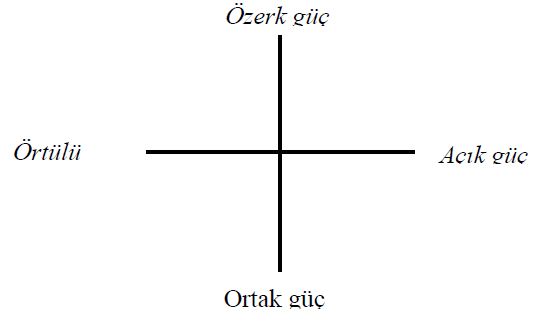 Özerk güç
Örtülü
Açık güç
Ortak güç